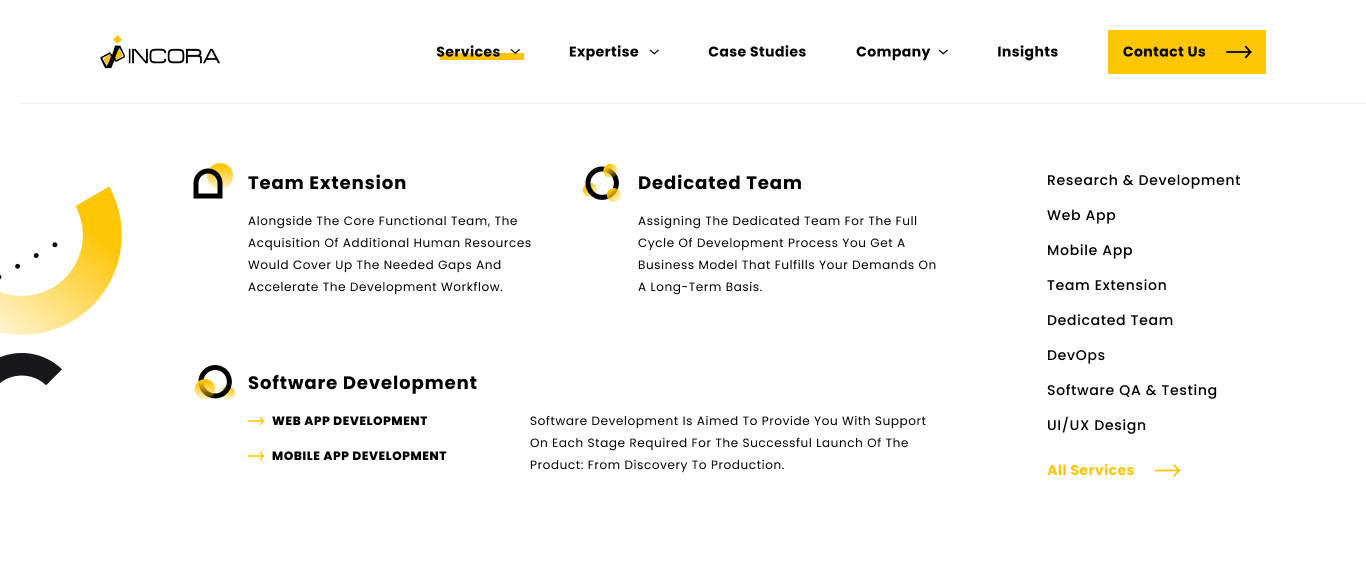 INCORA
Services
Expertise
Case Studies
Company
Insights
Contact Us
Team Extension
Alongside The Core Functional Team, The
Acquisition Of Additional Human Resources
Would Cover Up The Needed Gaps And
Accelerate The Development Workflow.
Dedicated Team
Assigning The Dedicated Team For The Full
Cycle Of Development Process You Get A
Business Model That Fulfills Your Demands On
A Long-Term Basis.
Software Development
WEB APP DEVELOPMENT
MOBILE APP DEVELOPMENT
Software Development Is Aimed To Provide You With Support
On Each Stage Required For The Successful Launch Of The
Product: From Discovery To Production.
Research & Development
Web App
Mobile App
Team Extension
Dedicated Team
DevOps
Software QA & Testing
UI/UX Design
All Services